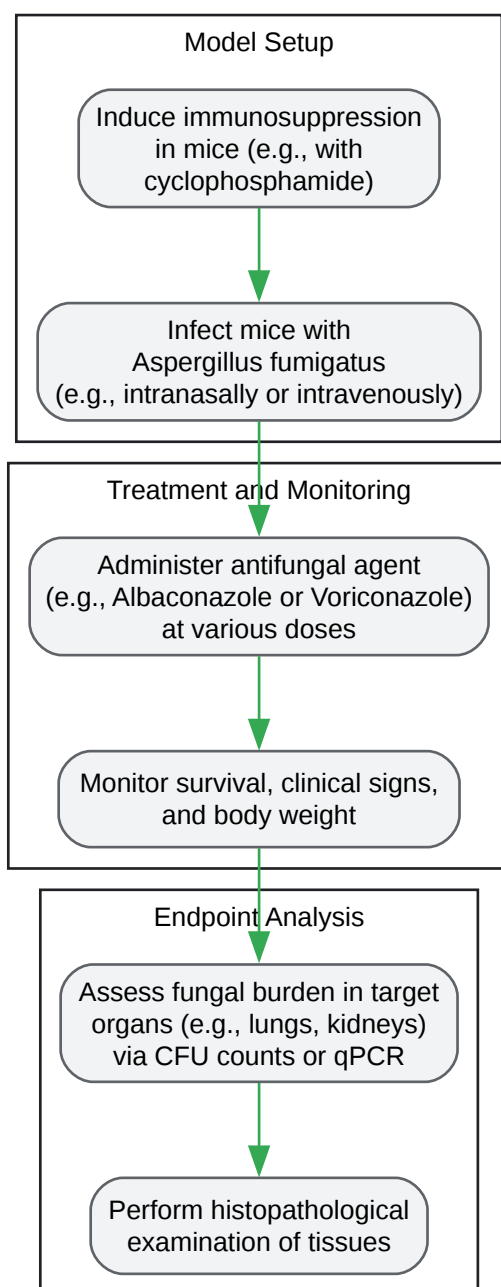 Model Setup
Induce immunosuppression
in mice (e.g., with
cyclophosphamide)
Infect mice with
Aspergillus fumigatus
(e.g., intranasally or intravenously)
Treatment and Monitoring
Administer antifungal agent
(e.g., Albaconazole or Voriconazole)
at various doses
Monitor survival, clinical signs,
and body weight
Endpoint Analysis
Assess fungal burden in target
organs (e.g., lungs, kidneys)
via CFU counts or qPCR
Perform histopathological
examination of tissues